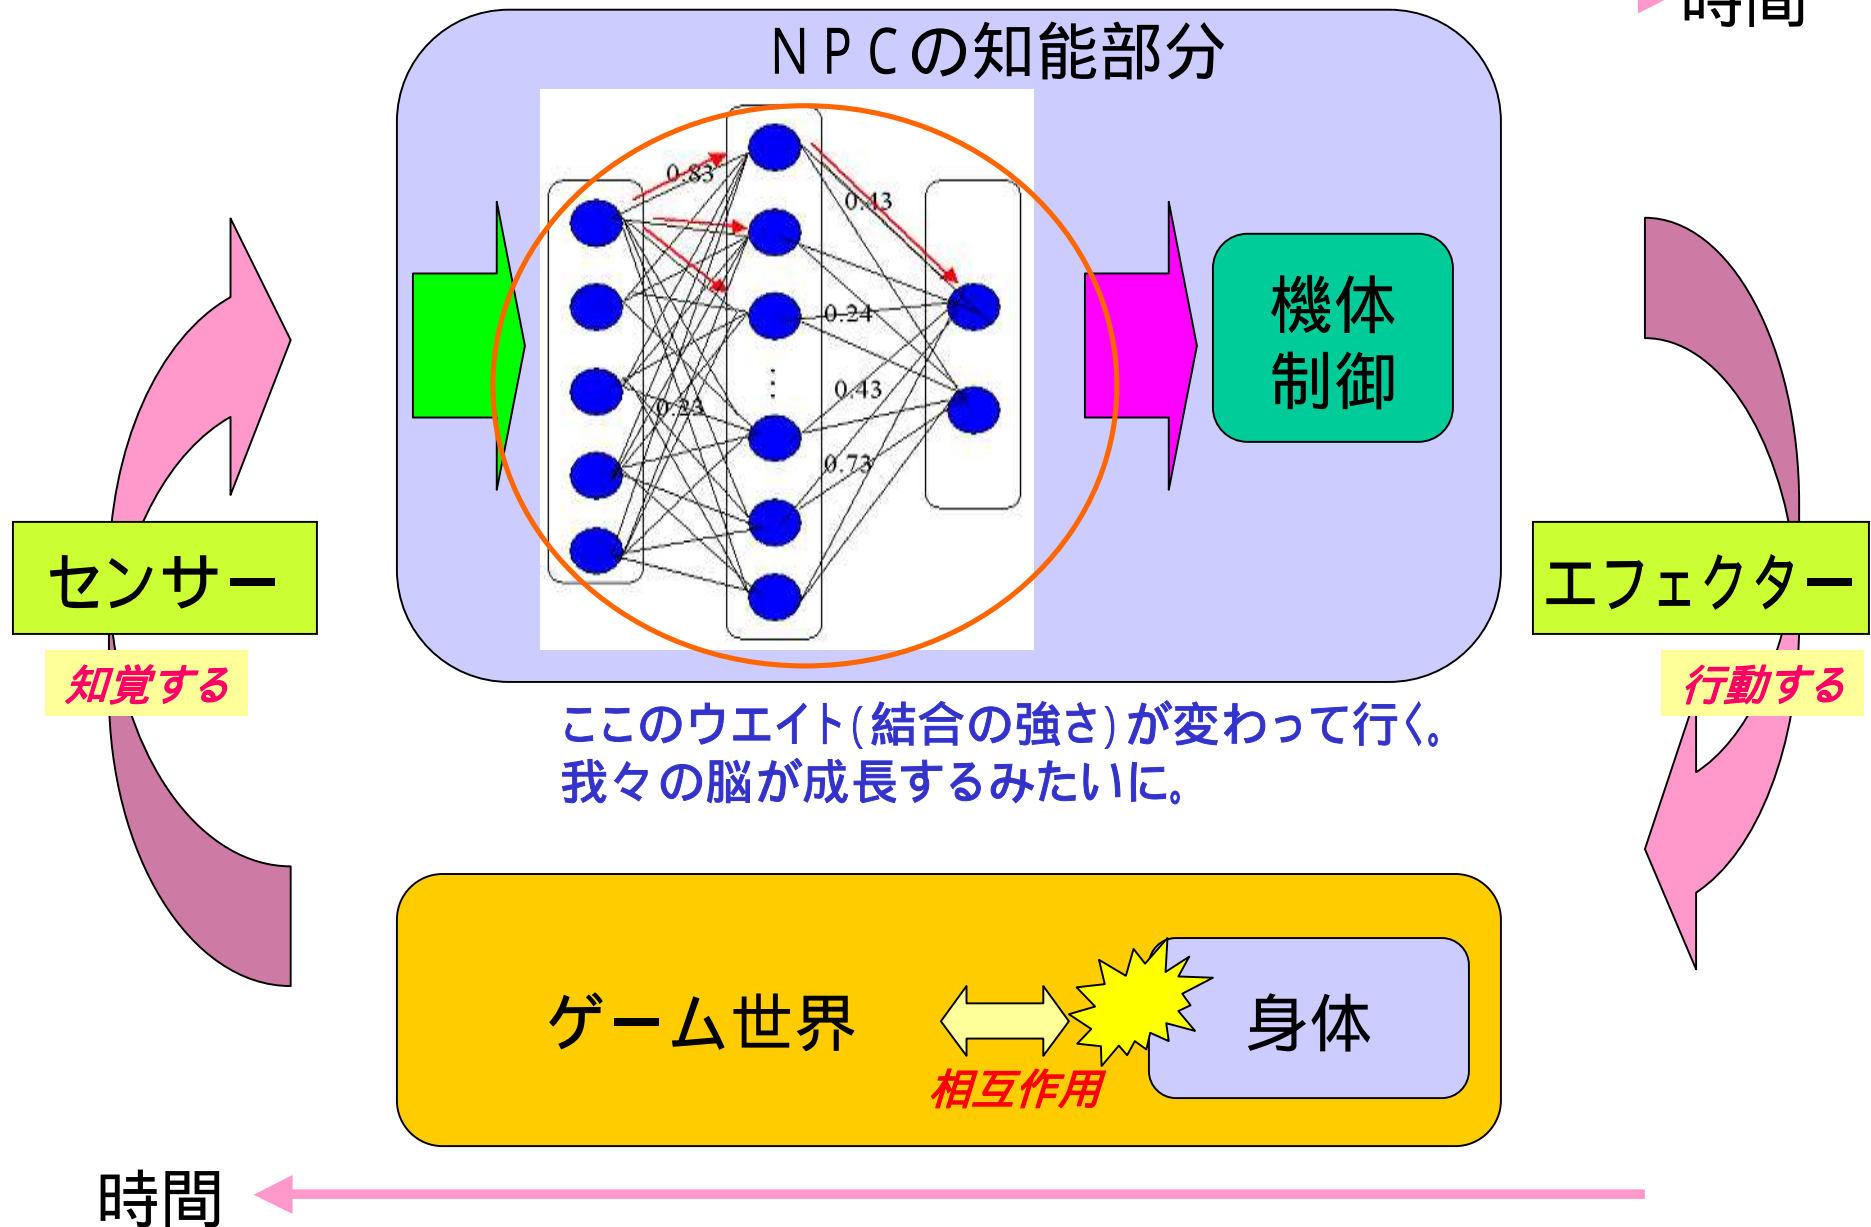 時間
NPCの知能部分
0.83
0.43
0.24
0.43
0.23
0.73
機体
制御
センサー
エフェクター
知覚する
行動する
ここのウエイト(結合の強さ)が変わって行く。
我々の脳が成長するみたいに。
ゲーム世界
身体
相互作用
時間